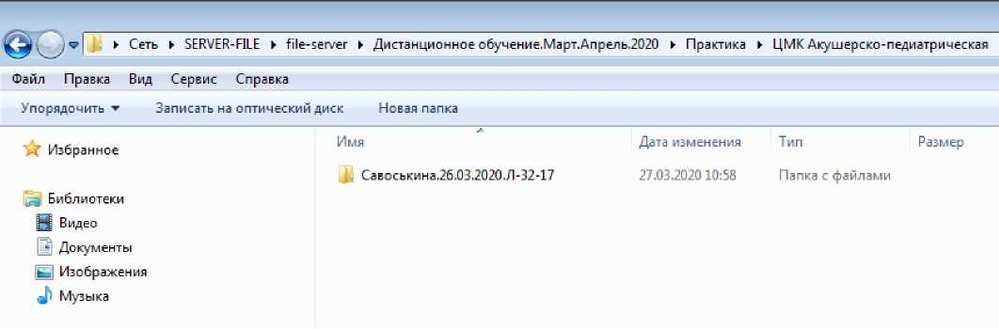 Сеть SERVER-FILE file-server Дистанционное обучение.Март.Апрель.2020 Практика ЦМК Акушерско-педиатрическая
Файл Правка Вид Сервис Справка
Упорядочить Записать на оптический диск Новая папка
Избранное
Библиотеки
Видео
Документы
Изображения
Музыка
Имя Дата изменения Тип Размер
Савоськина.26.03.2020.Л-32-17 27.03.2020 10:58 Папка с файлами